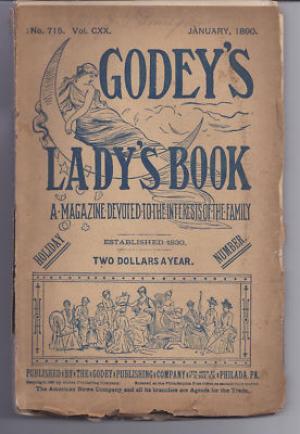 No. 715. Vol. CXX. JANUARY, 1890.
GODEY'S
LADY'S BOOK
A MAGAZINE DEVOTED TO THE INTERESTS OF THE FAMILY
ESTABLISHED 1830.
HOLIDAY NUMBER.
TWO DOLLARS A YEAR.
PUBLISHED BY THE GODEY PUBLISHING COMPANY PHILADA. PA.
The American News Company and all its branches are Agents for the Trade.